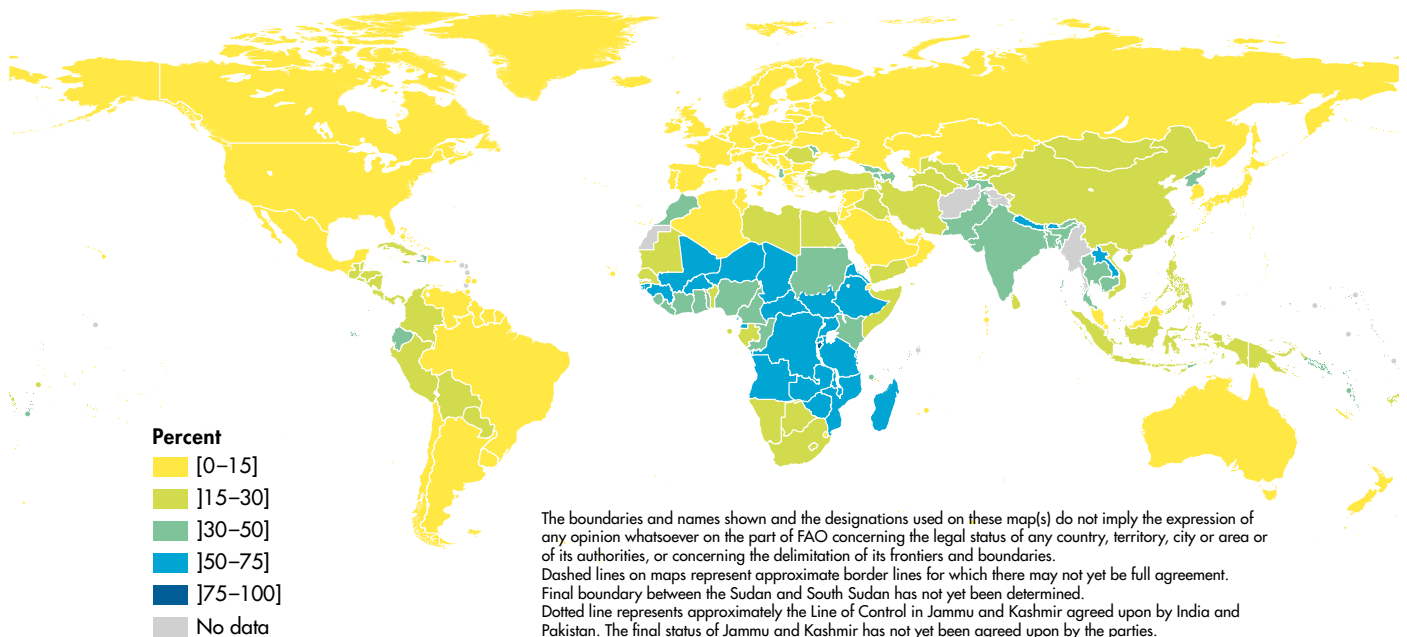 Percent
[0–15]
]15–30]
]30–50]
]50–75]
]75–100]
No data
The boundaries and names shown and the designations used on these map(s) do not imply the expression of
any opinion whatsoever on the part of FAO concerning the legal status of any country, territory, city or area or
of its authorities, or concerning the delimitation of its frontiers and boundaries.
Dashed lines on maps represent approximate border lines for which there may not yet be full agreement.
Final boundary between the Sudan and South Sudan has not yet been determined.
Dotted line represents approximately the Line of Control in Jammu and Kashmir agreed upon by India and
Pakistan. The final status of Jammu and Kashmir has not yet been agreed upon by the parties.